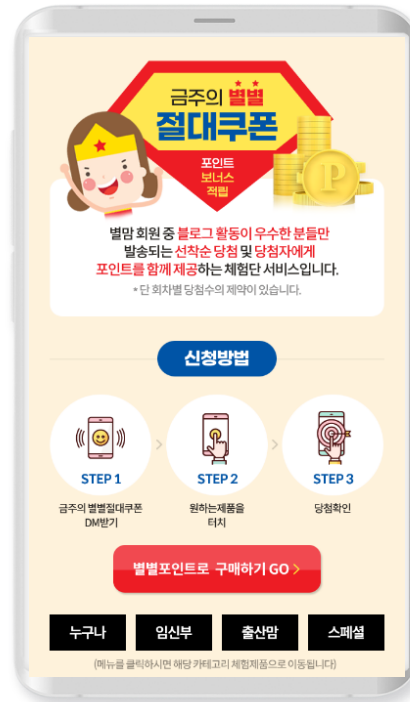 금주의 별별
절대쿠폰
포인트
보너스
적립
P
별맘 회원 중 블로그 활동이 우수한 분들만
발송되는 선착순 당첨 및 당첨자에게
포인트를 함께 제공하는 체험단 서비스입니다.
* 단 회차별 당첨수의 제약이 있습니다.
신청방법
STEP 1
금주의 별별절대쿠폰
DM받기
STEP 2
원하는제품을
터치
STEP 3
당첨확인
별별포인트로 구매하기 GO >
누구나 임신부 출산맘 스페셜
(메뉴를 클릭하시면 해당 카테고리 체험제품으로 이동됩니다)